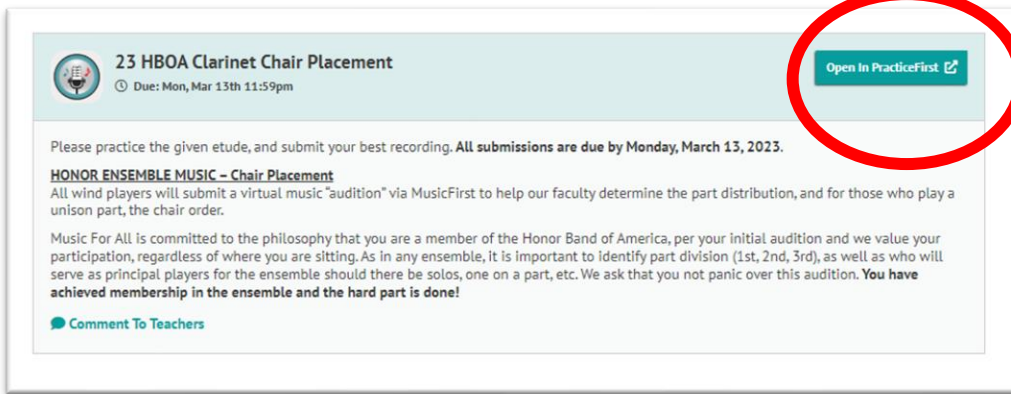 23 HBOA Clarinet Chair Placement
Due: Mon, Mar 13th 11:59pm
Open In PracticeFirst
Please practice the given etude, and submit your best recording. All submissions are due by Monday, March 13, 2023.
HONOR ENSEMBLE MUSIC – Chair Placement
All wind players will submit a virtual music "audition" via MusicFirst to help our faculty determine the part distribution, and for those who play a
unison part, the chair order.
Music For All is committed to the philosophy that you are a member of the Honor Band of America, per your initial audition and we value your
participation, regardless of where you are sitting. As in any ensemble, it is important to identify part division (1st, 2nd, 3rd), as well as who will
serve as principal players for the ensemble should there be solos, one on a part, etc. We ask that you not panic over this audition. You have
achieved membership in the ensemble and the hard part is done!
Comment To Teachers